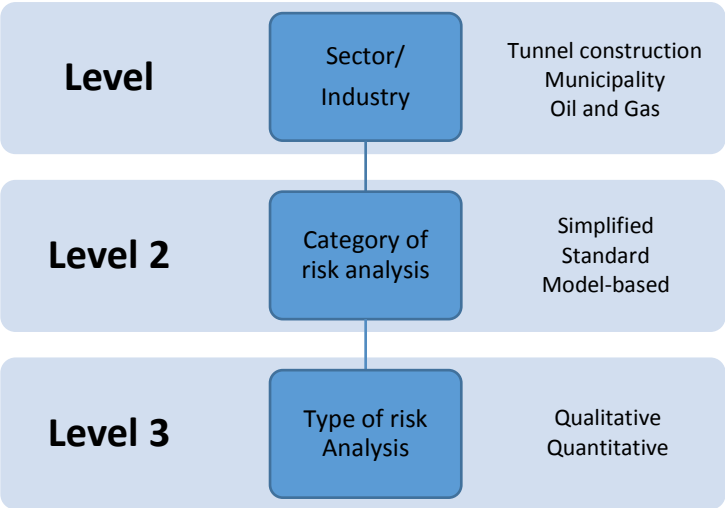 Level
Sector/
Industry
Tunnel construction
Municipality
Oil and Gas
Level 2
Category of
risk analysis
Simplified
Standard
Model-based
Level 3
Type of risk
Analysis
Qualitative
Quantitative